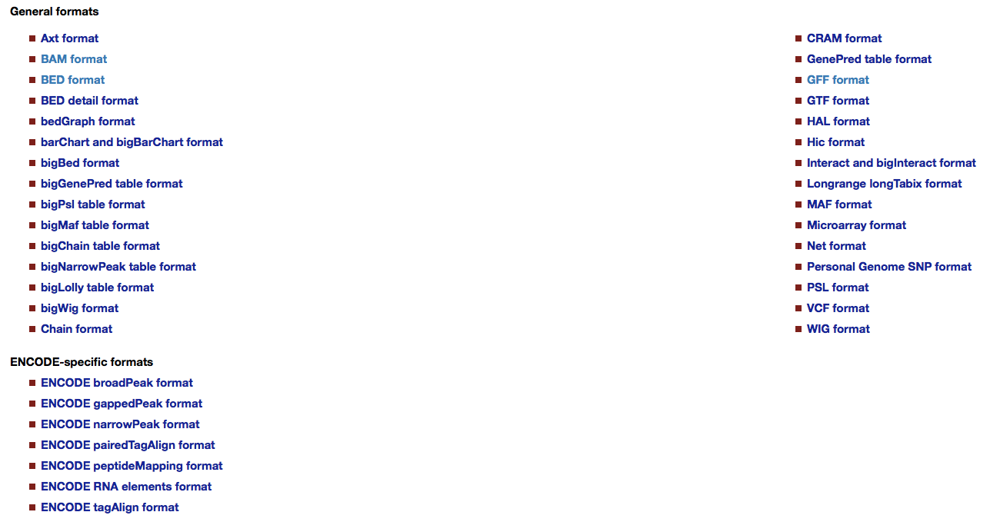 General formats
Axt format
BAM format
BED format
BED detail format
bedGraph format
barChart and bigBarChart format
bigBed format
bigGenePred table format
bigPsl table format
bigMaf table format
bigChain table format
bigNarrowPeak table format
bigLolly table format
bigWig format
Chain format
CRAM format
GenePred table format
GFF format
GTF format
HAL format
Hic format
Interact and bigInteract format
Longrange longTabix format
MAF format
Microarray format
Net format
Personal Genome SNP format
PSL format
VCF format
WIG format
ENCODE-specific formats
ENCODE broadPeak format
ENCODE gappedPeak format
ENCODE narrowPeak format
ENCODE pairedTagAlign format
ENCODE peptideMapping format
ENCODE RNA elements format
ENCODE tagAlign format